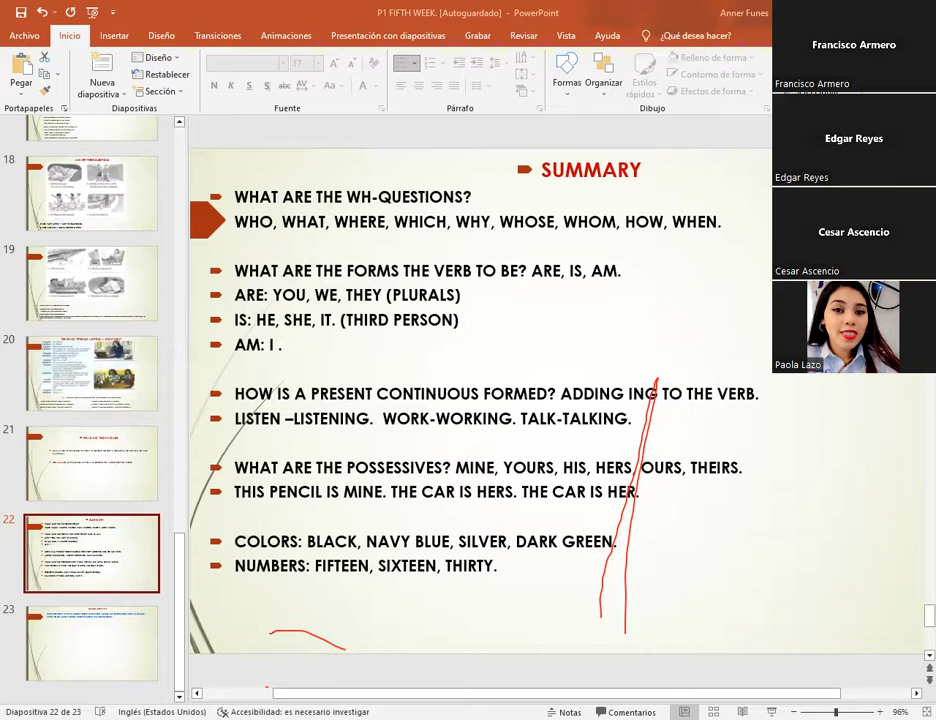 P1 FIFTH WEEK. [Autoguardado] - PowerPoint
Anner Funes
Archivo Inicio Insertar Diseño Transiciones Animaciones Presentación con diapositivas Grabar Revisar Vista Ayuda ¿Qué desea hacer?
Pegar
Nueva diapositiva
Diseño
Restablecer
Sección
17
N K S S abc AV Aa A
Formas
Organizar
Estilos rápidos
Relleno de forma
Contorno de forma
Efectos de forma
Portapapeles Diapositivas Fuente Párrafo Dibujo
18
19
20
21
22
23
SUMMARY
WHAT ARE THE WH-QUESTIONS?
WHO, WHAT, WHERE, WHICH, WHY, WHOSE, WHOM, HOW, WHEN.
WHAT ARE THE FORMS THE VERB TO BE? ARE, IS, AM.
ARE: YOU, WE, THEY (PLURALS)
IS: HE, SHE, IT. (THIRD PERSON)
AM: I .
HOW IS A PRESENT CONTINUOUS FORMED? ADDING ING TO THE VERB.
LISTEN –LISTENING. WORK-WORKING. TALK-TALKING.
WHAT ARE THE POSSESSIVES? MINE, YOURS, HIS, HERS, OURS, THEIRS.
THIS PENCIL IS MINE. THE CAR IS HERS. THE CAR IS HER.
COLORS: BLACK, NAVY BLUE, SILVER, DARK GREEN.
NUMBERS: FIFTEEN, SIXTEEN, THIRTY.
Francisco Armero
Francisco Armero
Edgar Reyes
Edgar Reyes
Cesar Ascencio
Cesar Ascencio
Paola Lazo
Diapositiva 22 de 23 Inglés (Estados Unidos) Accesibilidad: es necesario investigar Notas Comentarios 96%